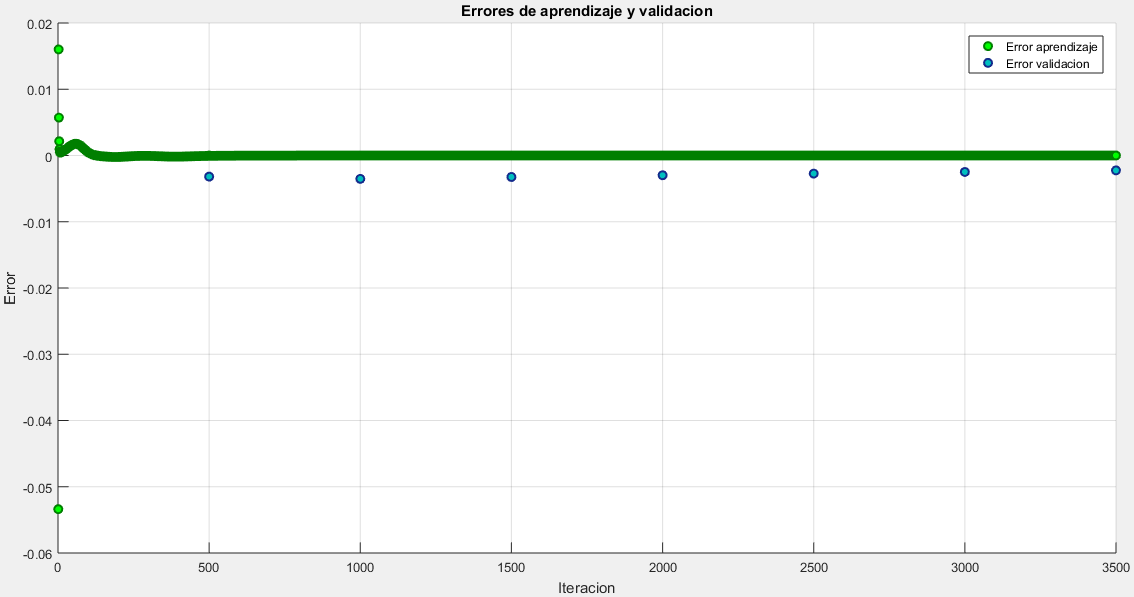 Errores de aprendizaje y validacion
Error aprendizaje
Error validacion
0.02
0.01
0
-0.01
-0.02
-0.03
-0.04
-0.05
-0.06
Error
0 500 1000 1500 2000 2500 3000 3500
Iteracion